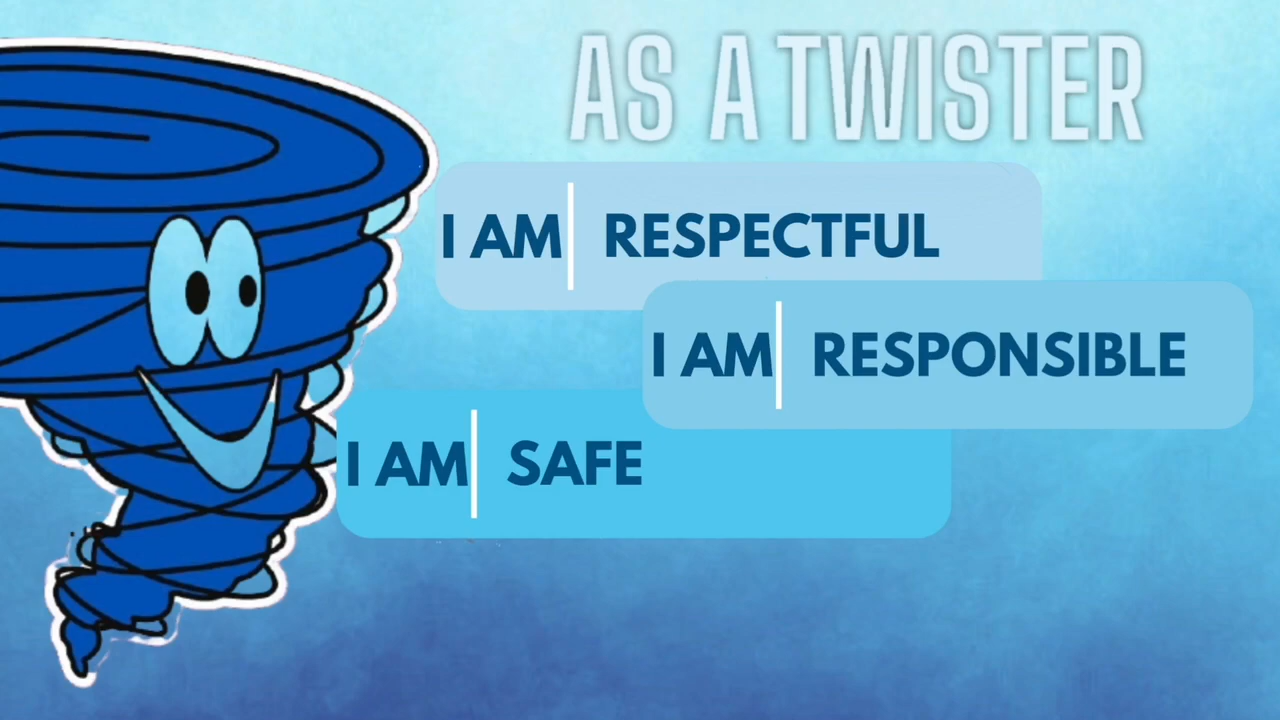 AS A TWISTER
I AM RESPECTFUL
I AM RESPONSIBLE
I AM SAFE